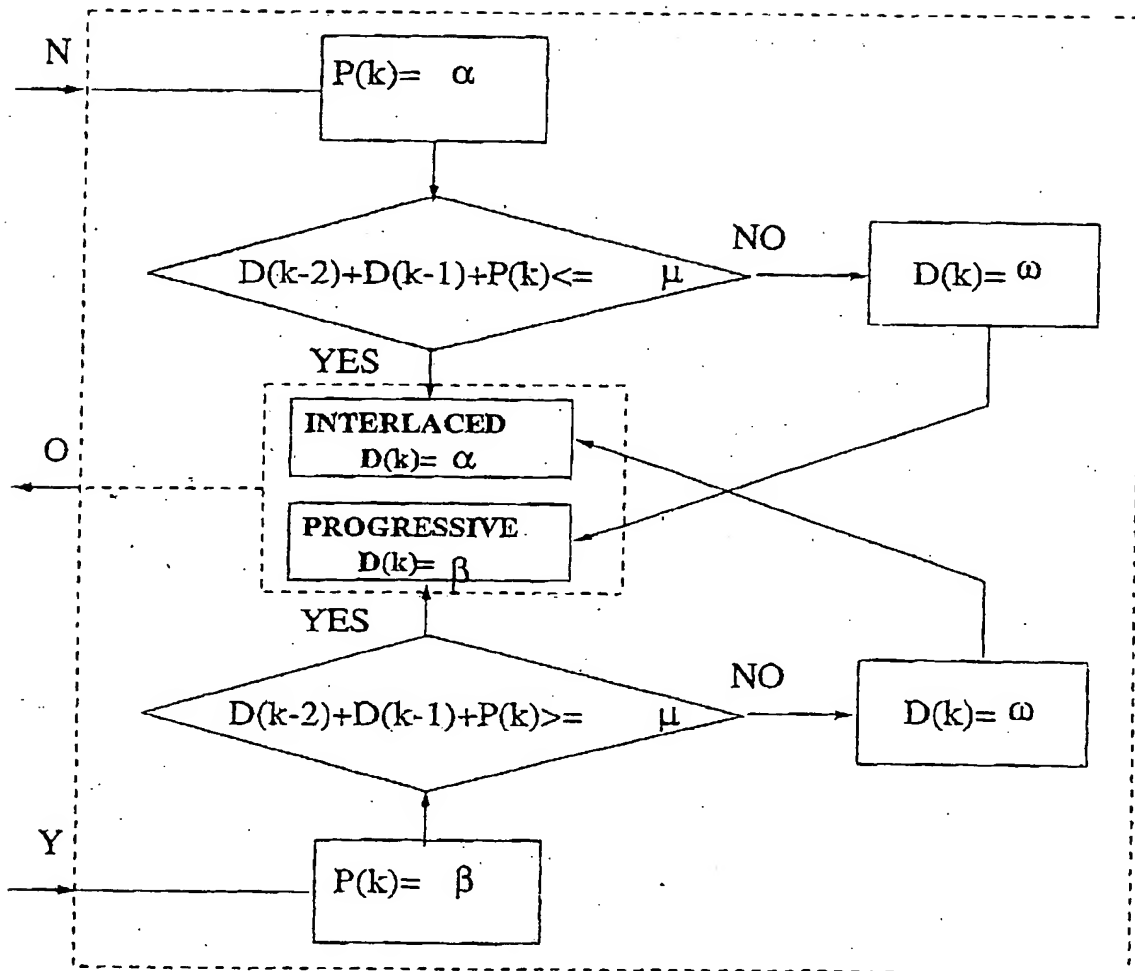 N
P(k)= α
D(k-2)+D(k-1)+P(k)<= μ
NO
D(k)= ω
YES
INTERLACED
D(k)= α
O
PROGRESSIVE
D(k)= β
YES
D(k-2)+D(k-1)+P(k)>= μ
NO
D(k)= ω
Y
P(k)= β